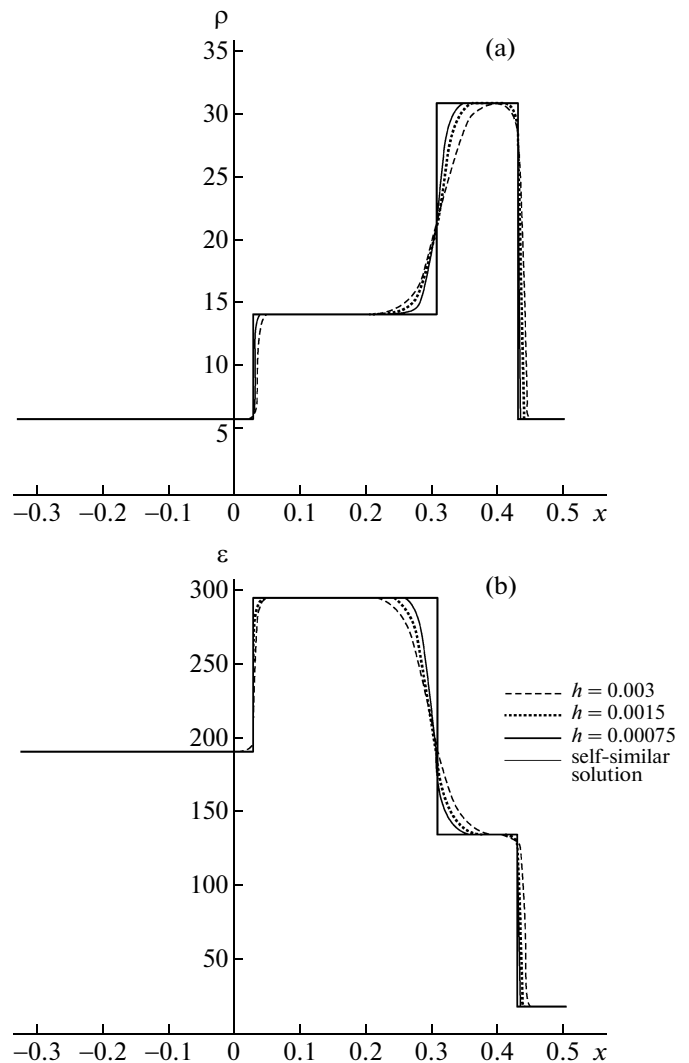 ρ
(a)
35
30
25
20
15
10
5
−0.3 −0.1 −0.1 0 0.1 0.2 0.3 0.4 0.5 x
ε
(b)
300
250
200
150
100
50
h = 0.003
h = 0.0015
h = 0.00075
self-similar
solution
−0.3 −0.2 −0.1 0 0.1 0.2 0.3 0.4 0.5 x